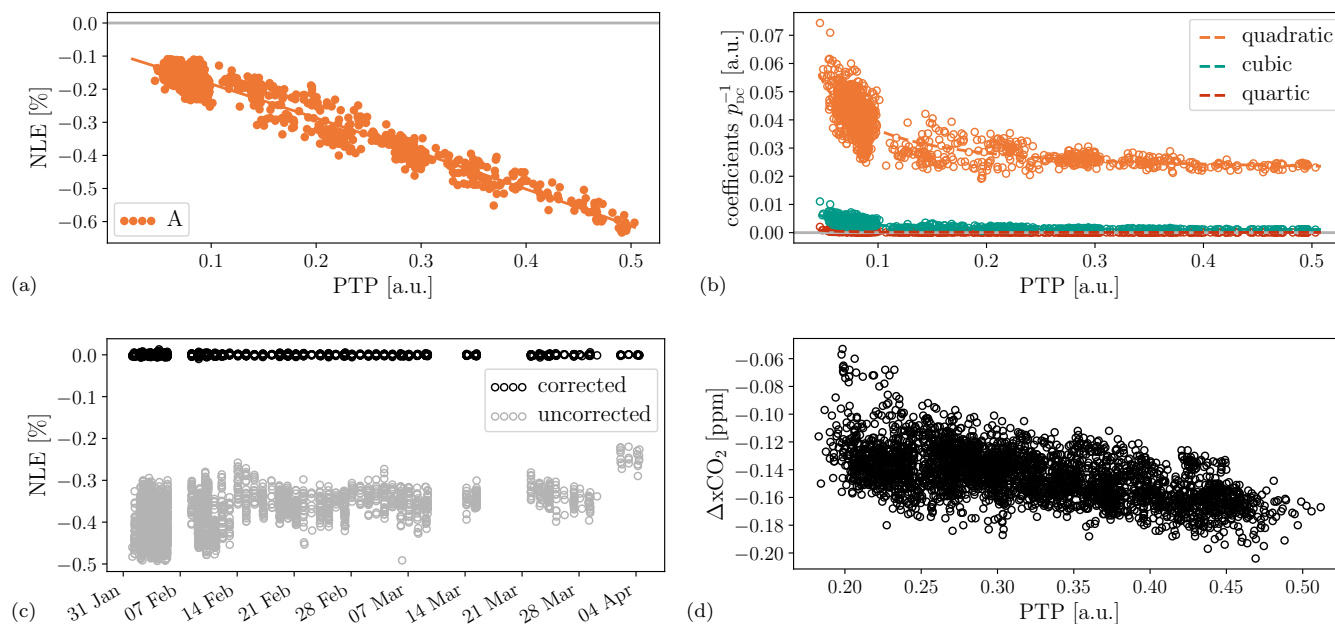 0.0
−0.1
−0.2
−0.3
−0.4
−0.5
−0.6
NLE [%]
A
0.1 0.2 0.3 0.4 0.5
PTP [a.u.]
(a)
0.07
0.06
0.05
0.04
0.03
0.02
0.01
0.00
coefficients p_DC^−1 [a.u.]
quadratic
cubic
quartic
0.1 0.2 0.3 0.4 0.5
PTP [a.u.]
(b)
0.0
−0.1
−0.2
−0.3
−0.4
−0.5
NLE [%]
corrected
uncorrected
31 Jan 07 Feb 14 Feb 21 Feb 28 Feb 07 Mar 14 Mar 21 Mar 28 Mar 04 Apr
(c)
−0.06
−0.08
−0.10
−0.12
−0.14
−0.16
−0.18
−0.20
ΔxCO₂ [ppm]
0.20 0.25 0.30 0.35 0.40 0.45 0.50
PTP [a.u.]
(d)